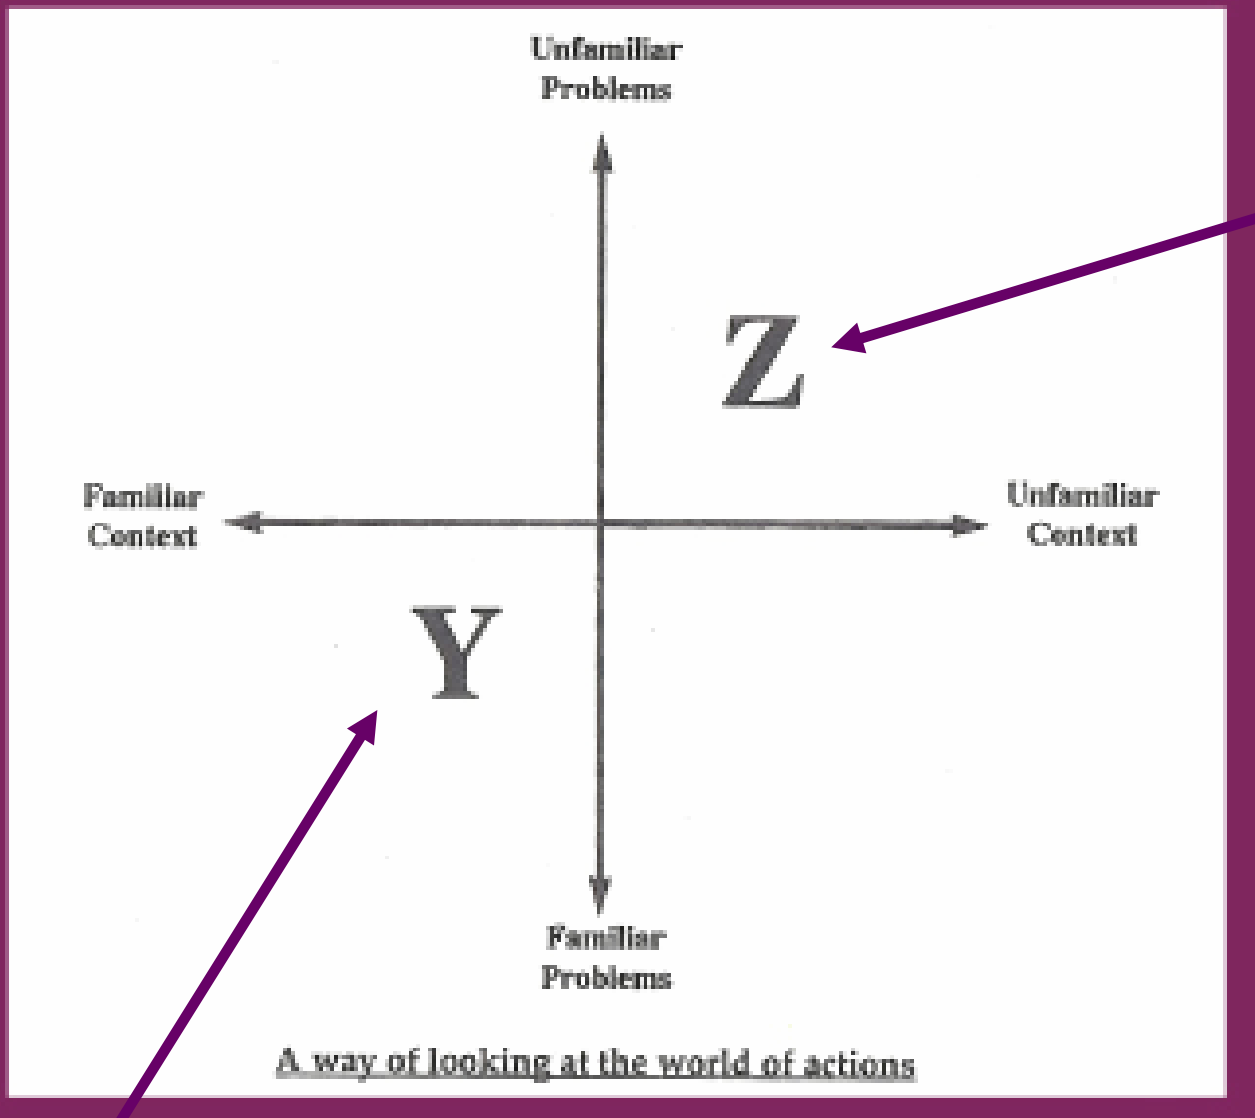 Unfamiliar
Problems
Z
Familiar
Context
Unfamiliar
Context
Y
Familiar
Problems
A way of looking at the world of actions